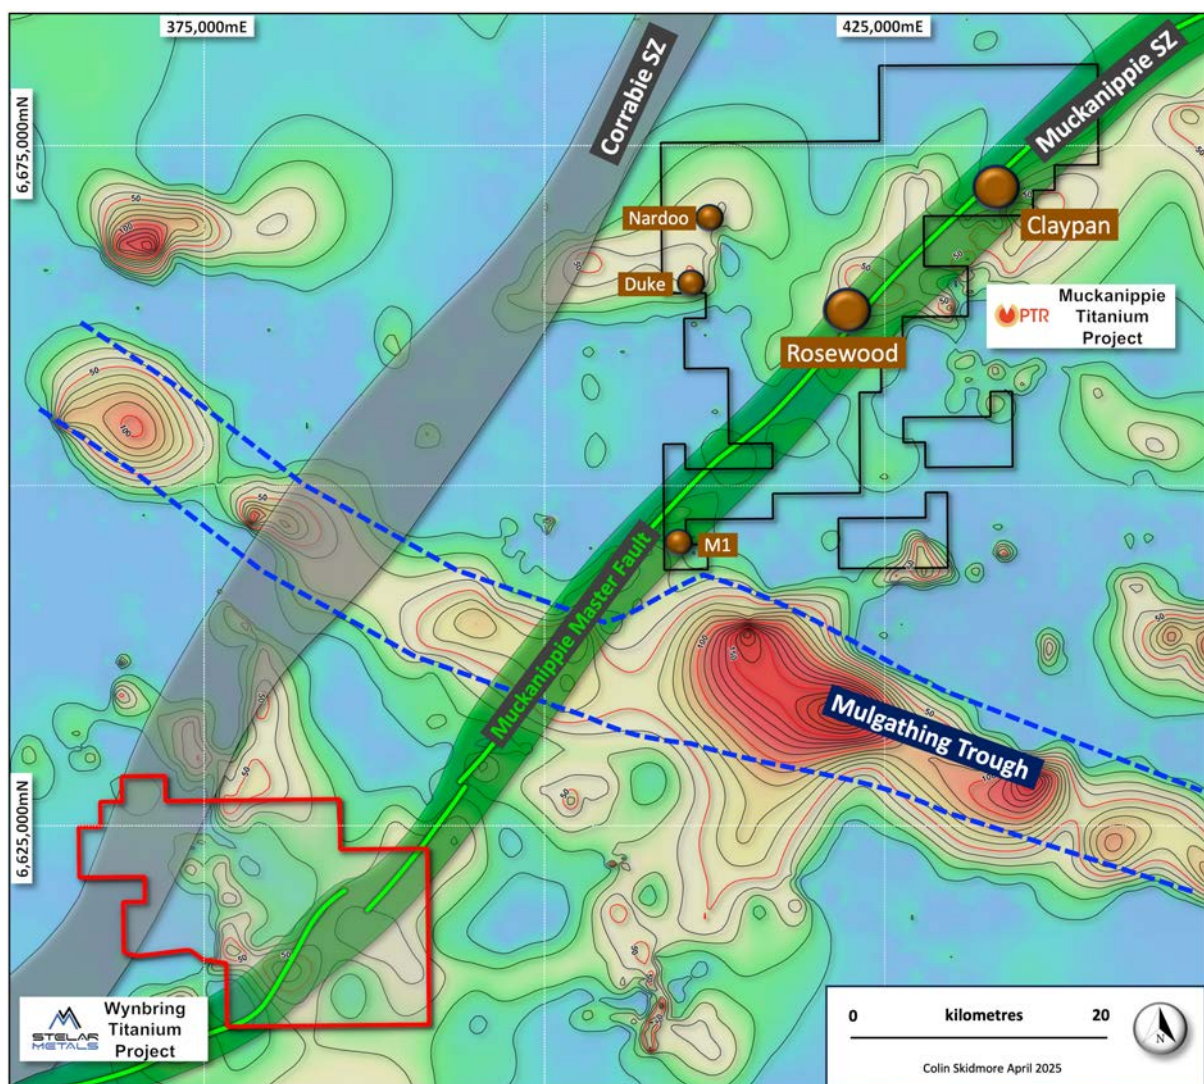 375,000mE
425,000mE
6,675,000mN
6,625,000mN
Corrabie SZ
Muckanippie SZ
Nardoo
Duke
Claypan
Rosewood
PTR
Muckanippie
Titanium
Project
M1
Muckanippie Master Fault
Mulgathing Trough
50
100
STELAR
METALS
Wynbring
Titanium
Project
0 kilometres 20
N
Colin Skidmore April 2025